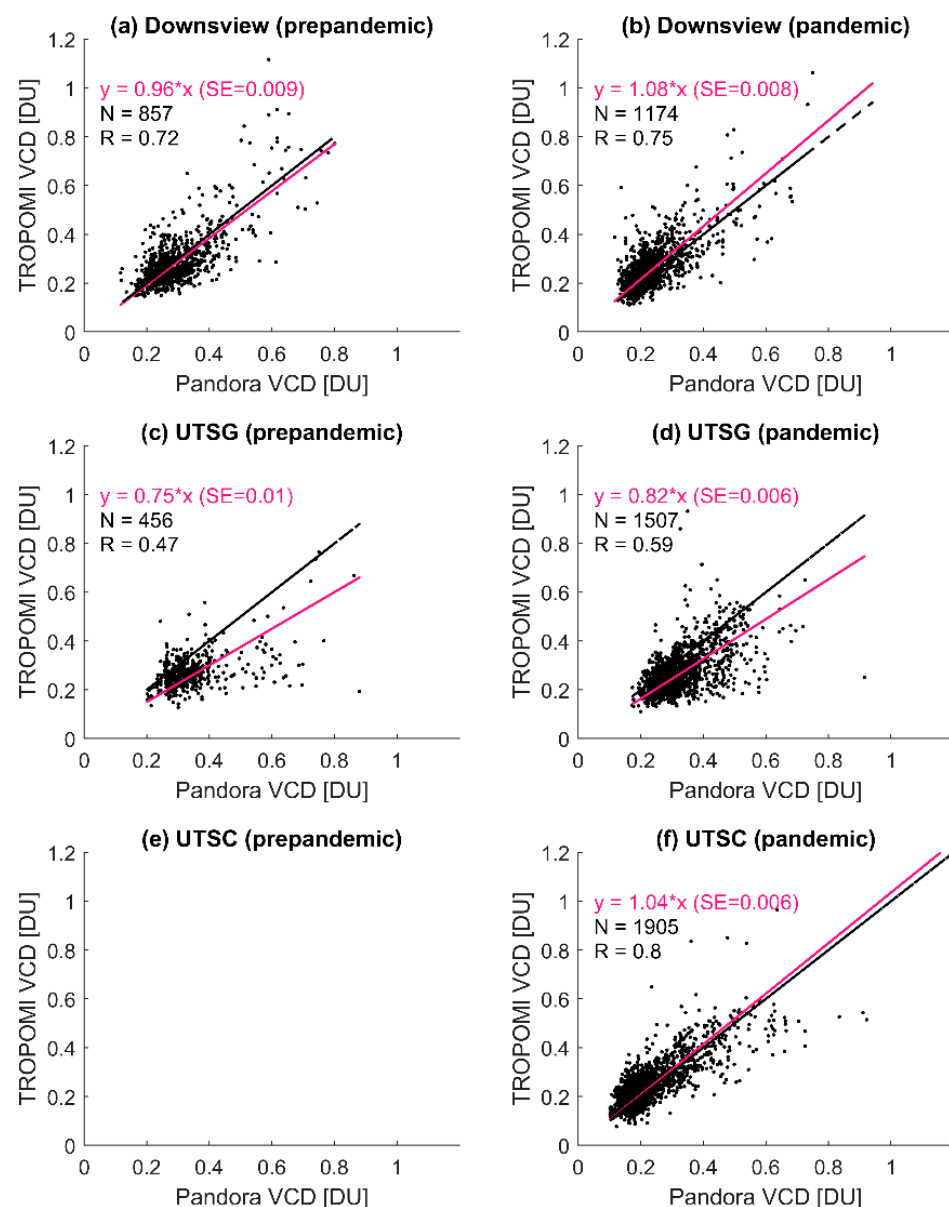 (a) Downsview (prepandemic)
1.2
1
0.8
0.6
0.4
0.2
0
TROPOMI VCD [DU]
y = 0.96*x (SE=0.009)
N = 857
R = 0.72
0 0.2 0.4 0.6 0.8 1
Pandora VCD [DU]
(b) Downsview (pandemic)
1.2
1
0.8
0.6
0.4
0.2
0
TROPOMI VCD [DU]
y = 1.08*x (SE=0.008)
N = 1174
R = 0.75
0 0.2 0.4 0.6 0.8 1
Pandora VCD [DU]
(c) UTSG (prepandemic)
1.2
1
0.8
0.6
0.4
0.2
0
TROPOMI VCD [DU]
y = 0.75*x (SE=0.01)
N = 456
R = 0.47
0 0.2 0.4 0.6 0.8 1
Pandora VCD [DU]
(d) UTSG (pandemic)
1.2
1
0.8
0.6
0.4
0.2
0
TROPOMI VCD [DU]
y = 0.82*x (SE=0.006)
N = 1507
R = 0.59
0 0.2 0.4 0.6 0.8 1
Pandora VCD [DU]
(e) UTSC (prepandemic)
1.2
1
0.8
0.6
0.4
0.2
0
TROPOMI VCD [DU]
0 0.2 0.4 0.6 0.8 1
Pandora VCD [DU]
(f) UTSC (pandemic)
1.2
1
0.8
0.6
0.4
0.2
0
TROPOMI VCD [DU]
y = 1.04*x (SE=0.006)
N = 1905
R = 0.8
0 0.2 0.4 0.6 0.8 1
Pandora VCD [DU]